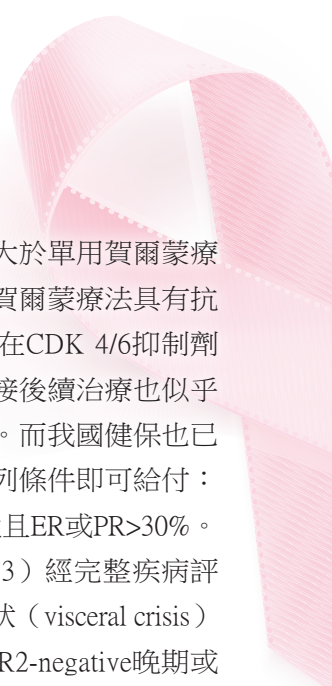 大於單用賀爾蒙療
賀爾蒙療法具有抗
在CDK 4/6抑制劑
接後續治療也似乎
。而我國健保也已
列條件即可給付：
且ER或PR>30%。
3）經完整疾病評
狀（visceral crisis）
R2-negative晚期或